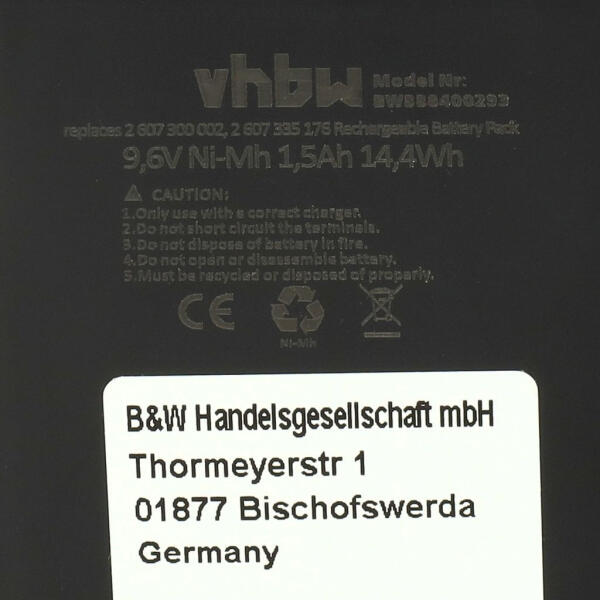 vhbw Model Nr:
BW888400293
replaces 2 607 300 002, 2 607 335 176 Rechargeable Battery Pack
9,6V Ni-Mh 1,5Ah 14,4Wh
CAUTION:
1.Only use with a correct charger.
2.Do not short circuit the terminals.
3.Do not dispose of battery in fire.
4.Do not open or disassemble battery.
5.Must be recycled or disposed of properly.
CE
Ni-Mh
B&W Handelsgesellschaft mbH
Thormeyerstr 1
01877 Bischofswerda
Germany